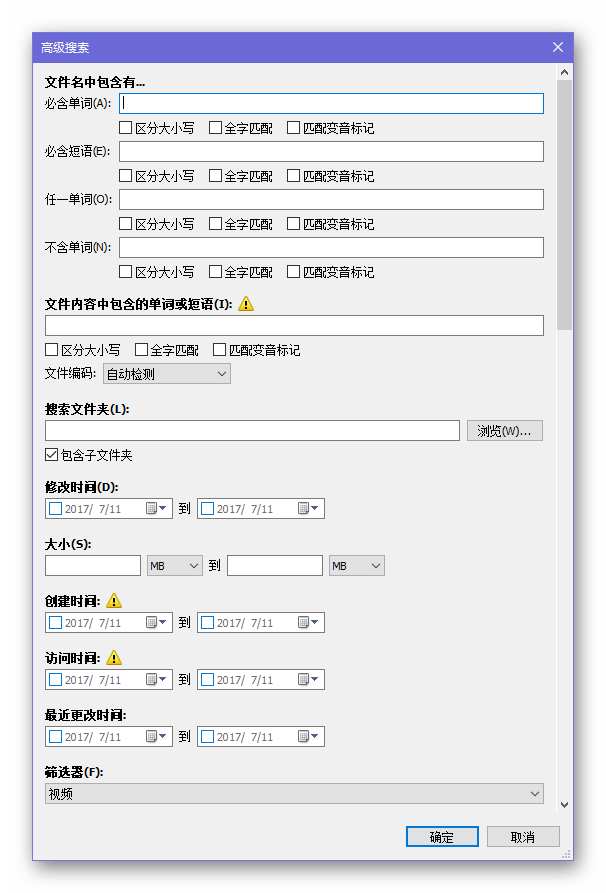 高级搜索
文件名中包含有...
必含单词(A):
区分大小写 全字匹配 匹配变音标记
必含短语(E):
区分大小写 全字匹配 匹配变音标记
任一单词(O):
区分大小写 全字匹配 匹配变音标记
不含单词(N):
区分大小写 全字匹配 匹配变音标记
文件内容中包含的单词或短语(I):
区分大小写 全字匹配 匹配变音标记
文件编码: 自动检测
搜索文件夹(L):
浏览(W)...
包含子文件夹
修改时间(D):
2017/ 7/11 到 2017/ 7/11
大小(S):
MB 到 MB
创建时间:
2017/ 7/11 到 2017/ 7/11
访问时间:
2017/ 7/11 到 2017/ 7/11
最近更改时间:
2017/ 7/11 到 2017/ 7/11
筛选器(F):
视频
确定 取消